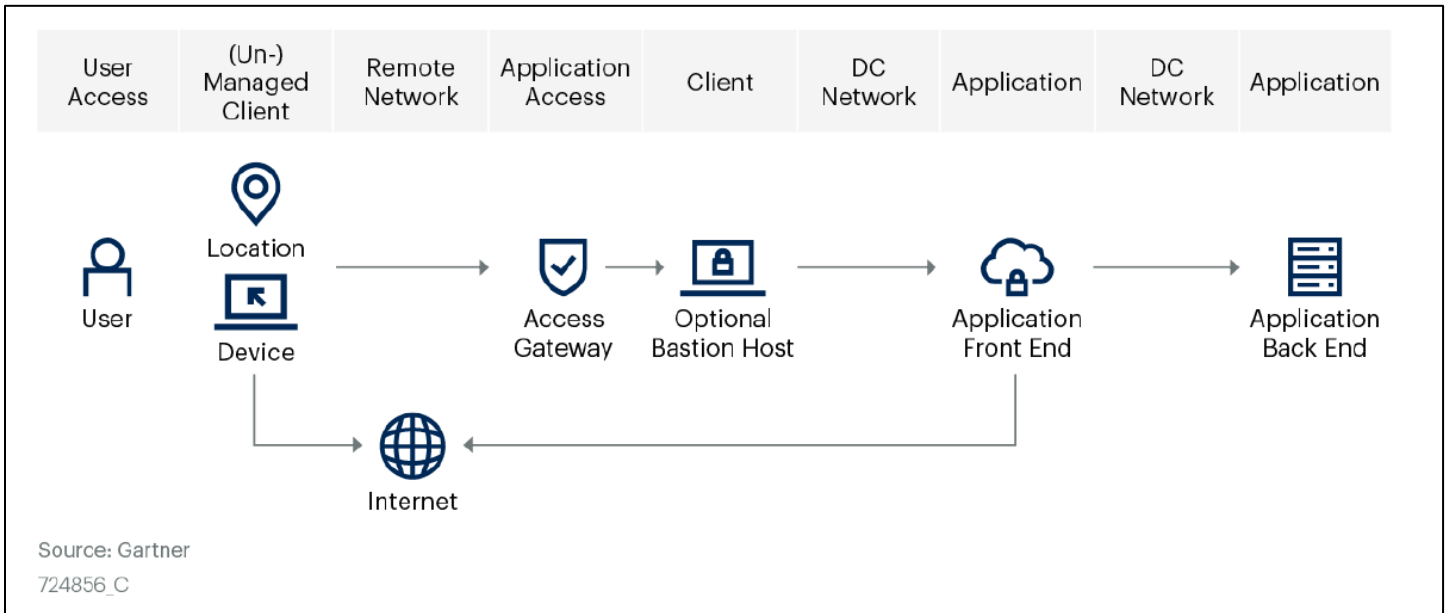 User
Access
(Un-)
Managed
Client
Remote
Network
Application
Access
Client
DC
Network
Application
DC
Network
Application
Location
User
Device
Access
Gateway
Optional
Bastion Host
Application
Front End
Application
Back End
Internet
Source: Gartner
724856_C